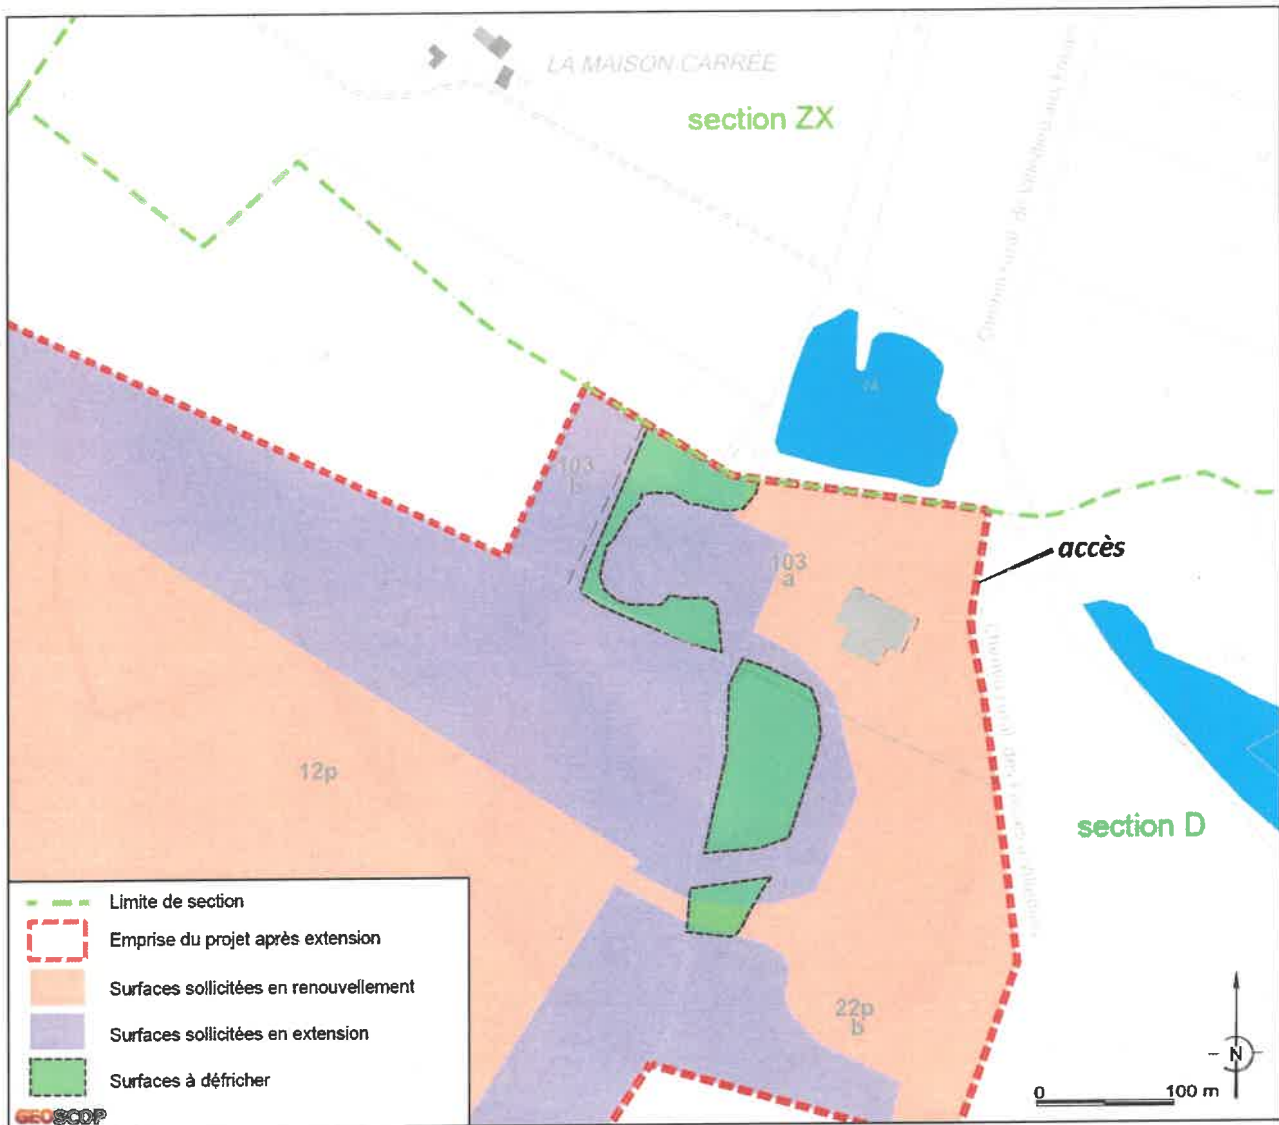 LA MAISON CARRÉE
section ZX
103
b
accès
103
a
12p
section D
22p
b
Limite de section
Emprise du projet après extension
Surfaces sollicitées en renouvellement
Surfaces sollicitées en extension
Surfaces à défricher
N
0 100 m
GEOSCOP